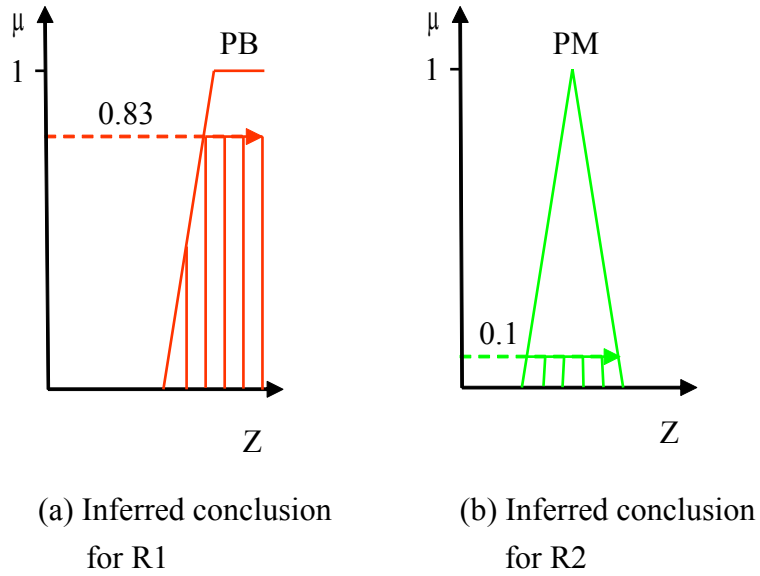 μ
PB
1
0.83
Z
(a) Inferred conclusion
for R1
μ
PM
1
0.1
Z
(b) Inferred conclusion
for R2